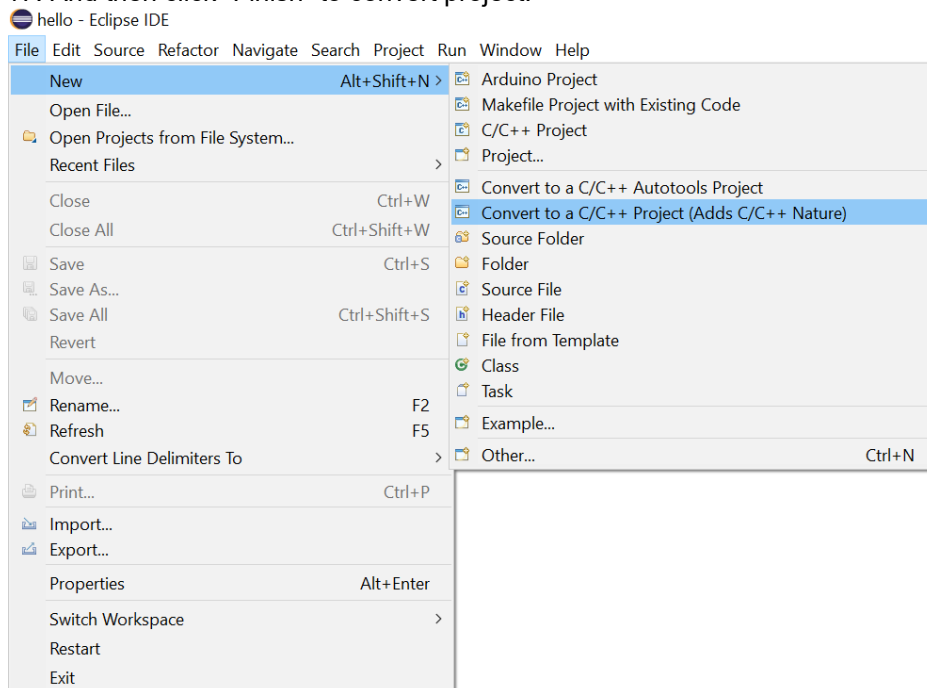 hello - Eclipse IDE
File Edit Source Refactor Navigate Search Project Run Window Help
New Alt+Shift+N >
Open File...
Open Projects from File System...
Recent Files >
Close Ctrl+W
Close All Ctrl+Shift+W
Save Ctrl+S
Save As...
Save All Ctrl+Shift+S
Revert
Move...
Rename... F2
Refresh F5
Convert Line Delimiters To >
Print... Ctrl+P
Import...
Export...
Properties Alt+Enter
Switch Workspace >
Restart
Exit
Arduino Project
Makefile Project with Existing Code
C/C++ Project
Project...
Convert to a C/C++ Autotools Project
Convert to a C/C++ Project (Adds C/C++ Nature)
Source Folder
Folder
Source File
Header File
File from Template
Class
Task
Example...
Other... Ctrl+N